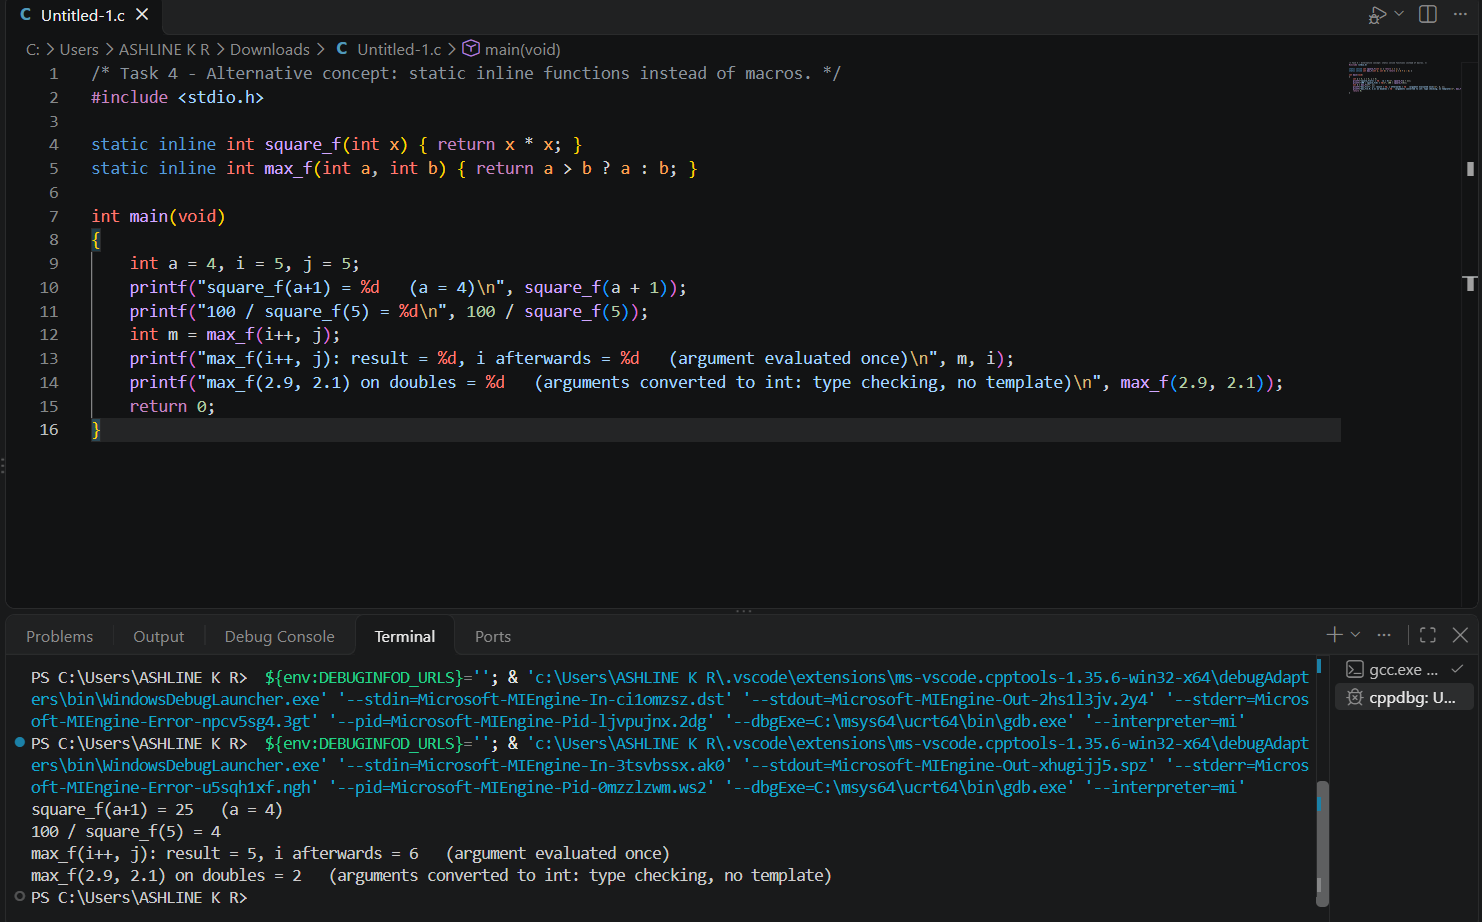 C Untitled-1.c
C: > Users > ASHLINE K R > Downloads > C Untitled-1.c > main(void)
1 /* Task 4 - Alternative concept: static inline functions instead of macros. */
2 #include <stdio.h>
3
4 static inline int square_f(int x) { return x * x; }
5 static inline int max_f(int a, int b) { return a > b ? a : b; }
6
7 int main(void)
8 {
9     int a = 4, i = 5, j = 5;
10     printf("square_f(a+1) = %d   (a = 4)\n", square_f(a + 1));
11     printf("100 / square_f(5) = %d\n", 100 / square_f(5));
12     int m = max_f(i++, j);
13     printf("max_f(i++, j): result = %d, i afterwards = %d   (argument evaluated once)\n", m, i);
14     printf("max_f(2.9, 2.1) on doubles = %d   (arguments converted to int: type checking, no template)\n", max_f(2.9, 2.1));
15     return 0;
16 }
Problems Output Debug Console Terminal Ports
PS C:\Users\ASHLINE K R>  ${env:DEBUGINFOD_URLS}=''; & 'c:\Users\ASHLINE K R\.vscode\extensions\ms-vscode.cpptools-1.35.6-win32-x64\debugAdapt
ers\bin\WindowsDebugLauncher.exe' '--stdin=Microsoft-MIEngine-In-ci1omzsz.dst' '--stdout=Microsoft-MIEngine-Out-2hs1l3jv.2y4' '--stderr=Micros
oft-MIEngine-Error-npcv5sg4.3gt' '--pid=Microsoft-MIEngine-Pid-ljvpujnx.2dg' '--dbgExe=C:\msys64\ucrt64\bin\gdb.exe' '--interpreter=mi'
PS C:\Users\ASHLINE K R>  ${env:DEBUGINFOD_URLS}=''; & 'c:\Users\ASHLINE K R\.vscode\extensions\ms-vscode.cpptools-1.35.6-win32-x64\debugAdapt
ers\bin\WindowsDebugLauncher.exe' '--stdin=Microsoft-MIEngine-In-3tsvbssx.ak0' '--stdout=Microsoft-MIEngine-Out-xhugijj5.spz' '--stderr=Micros
oft-MIEngine-Error-u5sqh1xf.ngh' '--pid=Microsoft-MIEngine-Pid-0mzzlzwm.ws2' '--dbgExe=C:\msys64\ucrt64\bin\gdb.exe' '--interpreter=mi'
square_f(a+1) = 25   (a = 4)
100 / square_f(5) = 4
max_f(i++, j): result = 5, i afterwards = 6   (argument evaluated once)
max_f(2.9, 2.1) on doubles = 2   (arguments converted to int: type checking, no template)
PS C:\Users\ASHLINE K R>
gcc.exe ...
cppdbg: U...